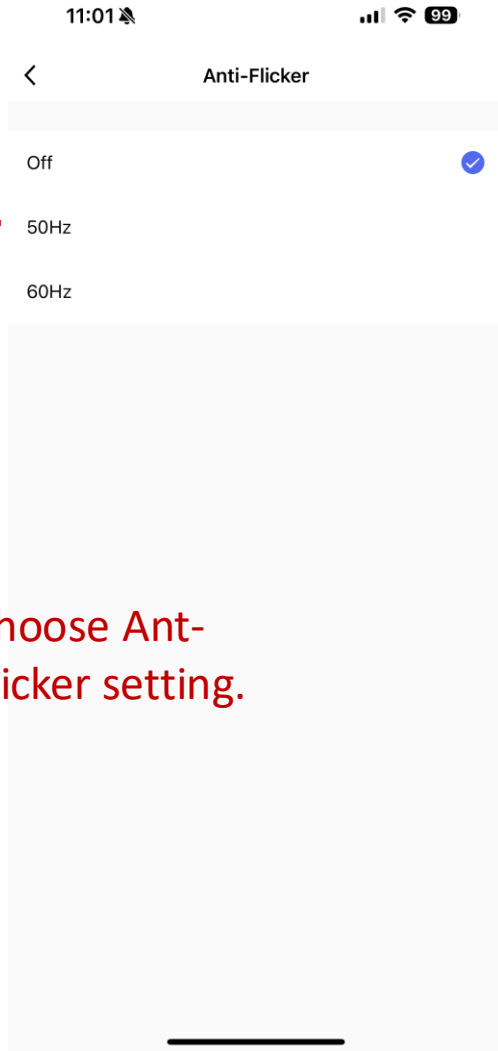 11:01
99
Anti-Flicker
Off
50Hz
60Hz
hoose Ant-
icker setting.